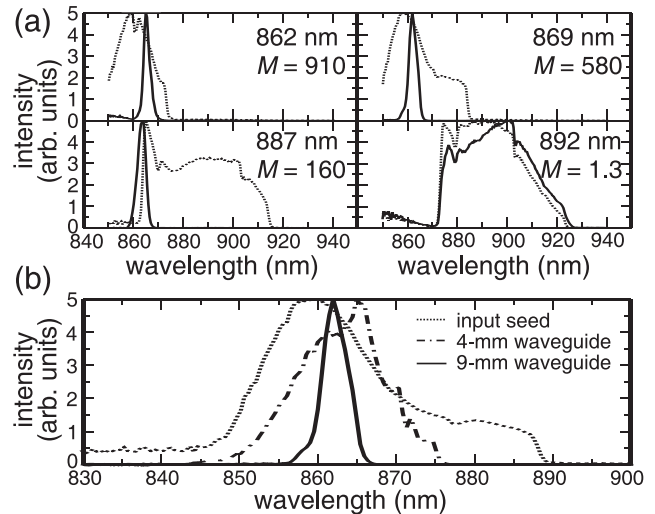 (a)
intensity
(arb. units)
5
4
3
2
1
0
862 nm
M = 910
869 nm
M = 580
5
4
3
2
1
0
887 nm
M = 160
892 nm
M = 1.3
840 860 880 900 920 940
860 880 900 920 940
wavelength (nm)
wavelength (nm)
(b)
intensity
(arb. units)
5
4
3
2
1
0
input seed
4-mm waveguide
9-mm waveguide
830 840 850 860 870 880 890 900
wavelength (nm)